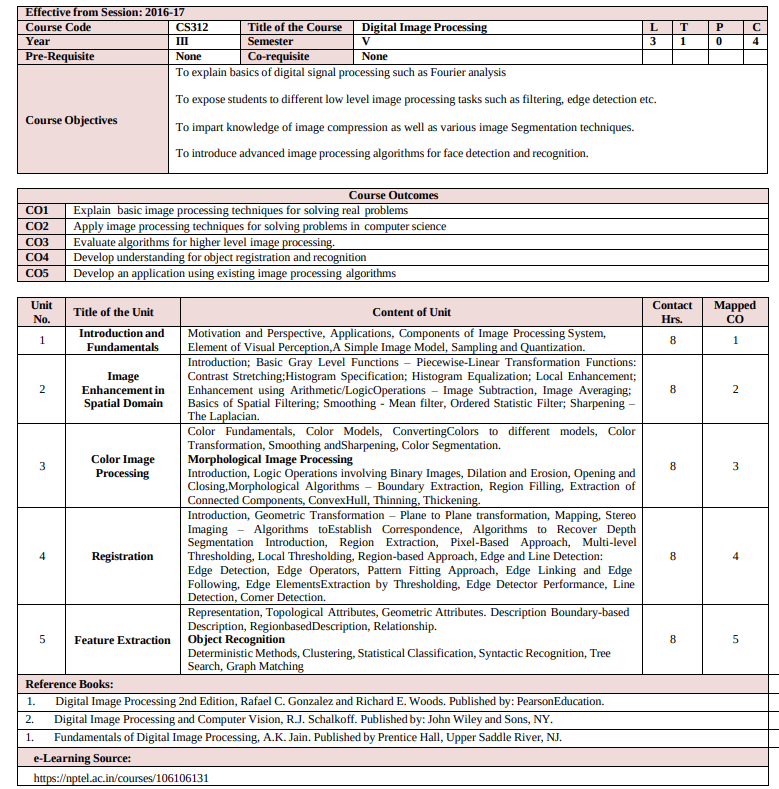 Effective from Session: 2016-17
Course Code CS312 Title of the Course Digital Image Processing L T P C
Year III Semester V 3 1 0 4
Pre-Requisite None Co-requisite None
Course Objectives
To explain basics of digital signal processing such as Fourier analysis
To expose students to different low level image processing tasks such as filtering, edge detection etc.
To impart knowledge of image compression as well as various image Segmentation techniques.
To introduce advanced image processing algorithms for face detection and recognition.
Course Outcomes
CO1 Explain basic image processing techniques for solving real problems
CO2 Apply image processing techniques for solving problems in computer science
CO3 Evaluate algorithms for higher level image processing.
CO4 Develop understanding for object registration and recognition
CO5 Develop an application using existing image processing algorithms
Unit No. Title of the Unit Content of Unit Contact Hrs. Mapped CO
1 Introduction and Fundamentals
Motivation and Perspective, Applications, Components of Image Processing System,
Element of Visual Perception,A Simple Image Model, Sampling and Quantization.
8 1
2 Image Enhancement in Spatial Domain
Introduction; Basic Gray Level Functions – Piecewise-Linear Transformation Functions:
Contrast Stretching;Histogram Specification; Histogram Equalization; Local Enhancement;
Enhancement using Arithmetic/LogicOperations – Image Subtraction, Image Averaging;
Basics of Spatial Filtering; Smoothing - Mean filter, Ordered Statistic Filter; Sharpening –
The Laplacian.
8 2
3 Color Image Processing
Color Fundamentals, Color Models, ConvertingColors to different models, Color
Transformation, Smoothing andSharpening, Color Segmentation.
Morphological Image Processing
Introduction, Logic Operations involving Binary Images, Dilation and Erosion, Opening and
Closing,Morphological Algorithms – Boundary Extraction, Region Filling, Extraction of
Connected Components, ConvexHull, Thinning, Thickening.
8 3
4 Registration
Introduction, Geometric Transformation – Plane to Plane transformation, Mapping, Stereo
Imaging – Algorithms toEstablish Correspondence, Algorithms to Recover Depth
Segmentation Introduction, Region Extraction, Pixel-Based Approach, Multi-level
Thresholding, Local Thresholding, Region-based Approach, Edge and Line Detection:
Edge Detection, Edge Operators, Pattern Fitting Approach, Edge Linking and Edge
Following, Edge ElementsExtraction by Thresholding, Edge Detector Performance, Line
Detection, Corner Detection.
8 4
5 Feature Extraction
Representation, Topological Attributes, Geometric Attributes. Description Boundary-based
Description, RegionbasedDescription, Relationship.
Object Recognition
Deterministic Methods, Clustering, Statistical Classification, Syntactic Recognition, Tree
Search, Graph Matching
8 5
Reference Books:
1. Digital Image Processing 2nd Edition, Rafael C. Gonzalez and Richard E. Woods. Published by: PearsonEducation.
2. Digital Image Processing and Computer Vision, R.J. Schalkoff. Published by: John Wiley and Sons, NY.
1. Fundamentals of Digital Image Processing, A.K. Jain. Published by Prentice Hall, Upper Saddle River, NJ.
e-Learning Source:
https://nptel.ac.in/courses/106106131